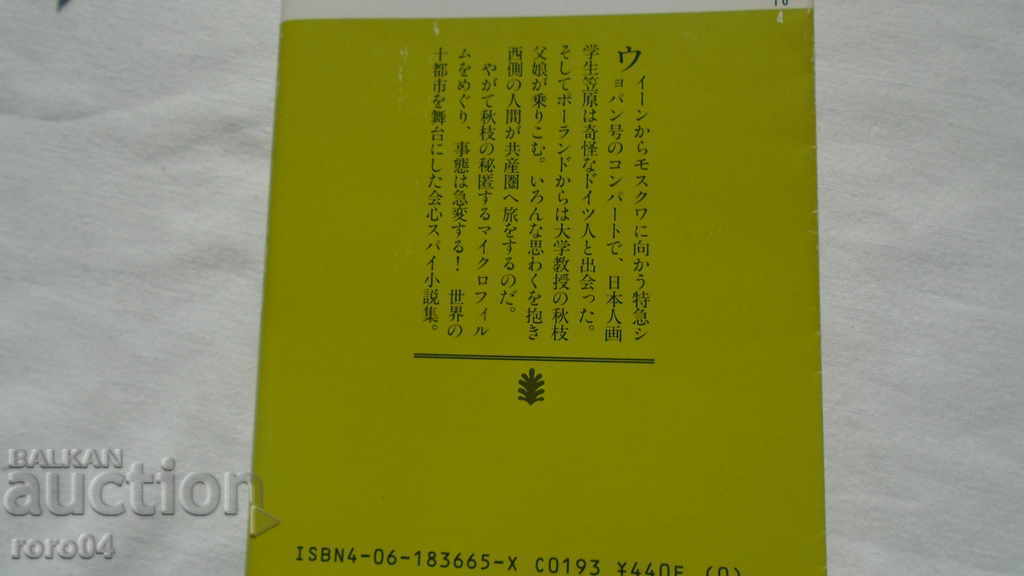 10
4
ウィーンからモスクワに向かう特急シ
ョパン号のコンパートで、日本人画
学生笠原は奇怪なドイツ人と出会った。
そしてポーランドからは大学教授の秋枝
父娘が乗りこむ。いろんな思わくを抱き
西側の人間が共産圏へ旅をするのだ。
やがて秋枝の秘匿するマイクロフィル
ムをめぐり、事態は急変する！ 世界の
十都市を舞台にした会心スパイ小説集。
BALKAN
auction
roro04
ISBN4-06-183665-X C0193 ¥440E (0)